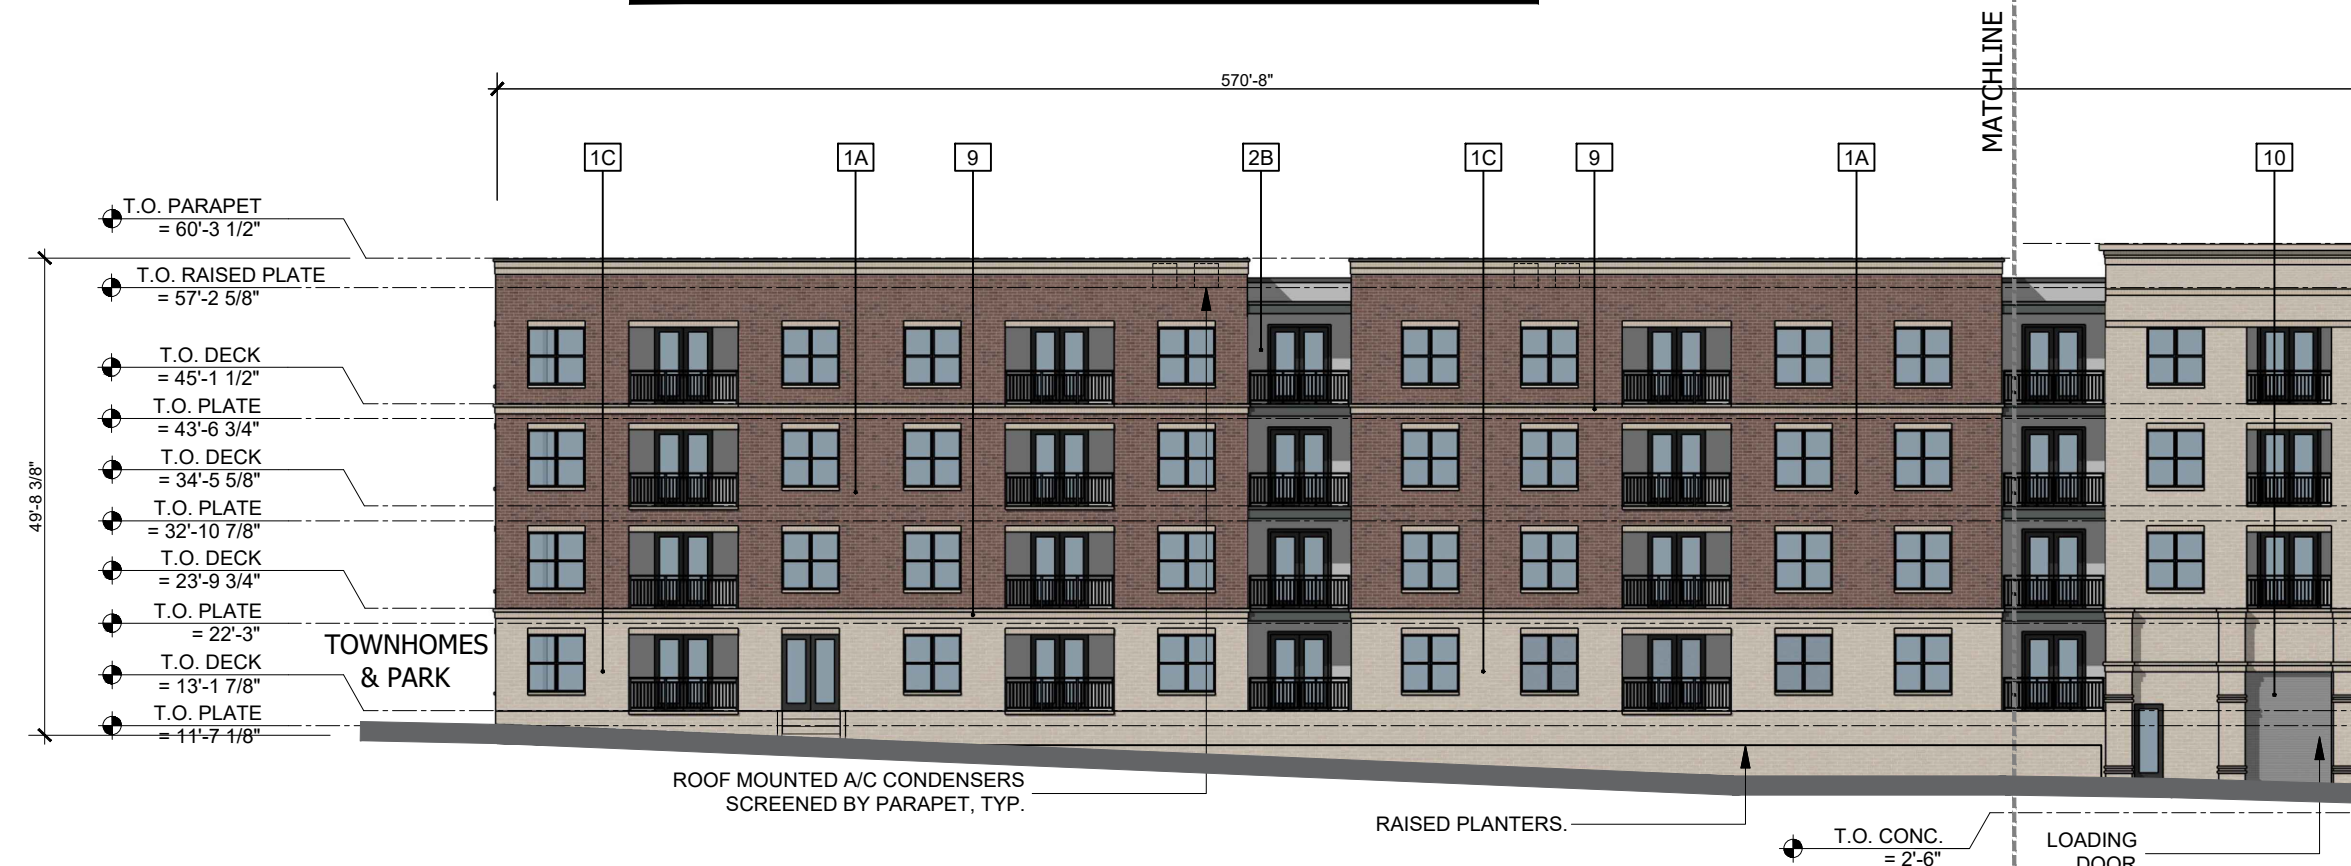 MATCHLINE
570'-8"
1C
1A
9
2B
1C
9
1A
10
T.O. PARAPET
= 60'-3 1/2"
T.O. RAISED PLATE
= 57'-2 5/8"
T.O. DECK
= 45'-1 1/2"
T.O. PLATE
= 43'-6 3/4"
T.O. DECK
= 34'-5 5/8"
T.O. PLATE
= 32'-10 7/8"
T.O. DECK
= 23'-9 3/4"
T.O. PLATE
= 22'-3"
T.O. DECK
= 13'-1 7/8"
T.O. PLATE
= 11'-7 1/8"
49'-8 3/8"
TOWNHOMES
& PARK
ROOF MOUNTED A/C CONDENSERS
SCREENED BY PARAPET, TYP.
RAISED PLANTERS.
T.O. CONC.
= 2'-6"
LOADING
DOOR